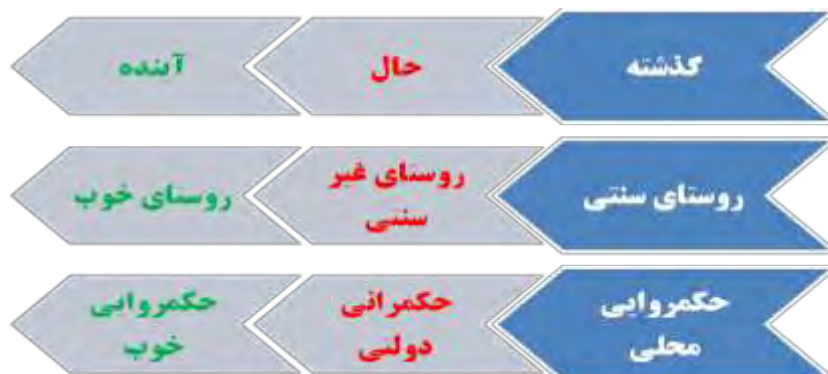 گذشته
حال
آینده
روستای سنتی
روستای غیر
سنتی
روستای خوب
حکمروایی
محلی
حکمرانی
دولتی
حکمروایی
خوب